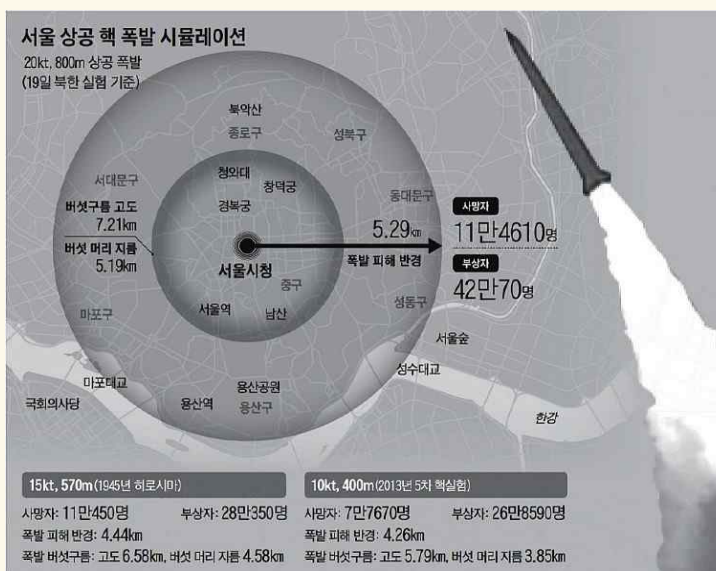 서울 상공 핵 폭발 시뮬레이션
20kt, 800m 상공 폭발
(19일 북한 실험 기준)
북악산
종로구
성북구
서대문구
청와대
창덕궁
동대문구
경복궁
버섯구름 고도
7.21km
버섯 머리 지름
5.19km
5.29km
폭발 피해 반경
사망자
11만4610명
부상자
42만70명
서울시청
중구
마포구
서울역
남산
성동구
서울숲
마포대교
성수대교
국회의사당
용산역
용산공원
용산구
한강
15kt, 570m (1945년 히로시마)
사망자: 11만450명 부상자: 28만350명
폭발 피해 반경: 4.44km
폭발 버섯구름: 고도 6.58km, 버섯 머리 지름 4.58km
10kt, 400m (2013년 5차 핵실험)
사망자: 7만7670명 부상자: 26만8590명
폭발 피해 반경: 4.26km
폭발 버섯구름: 고도 5.79km, 버섯 머리 지름 3.85km